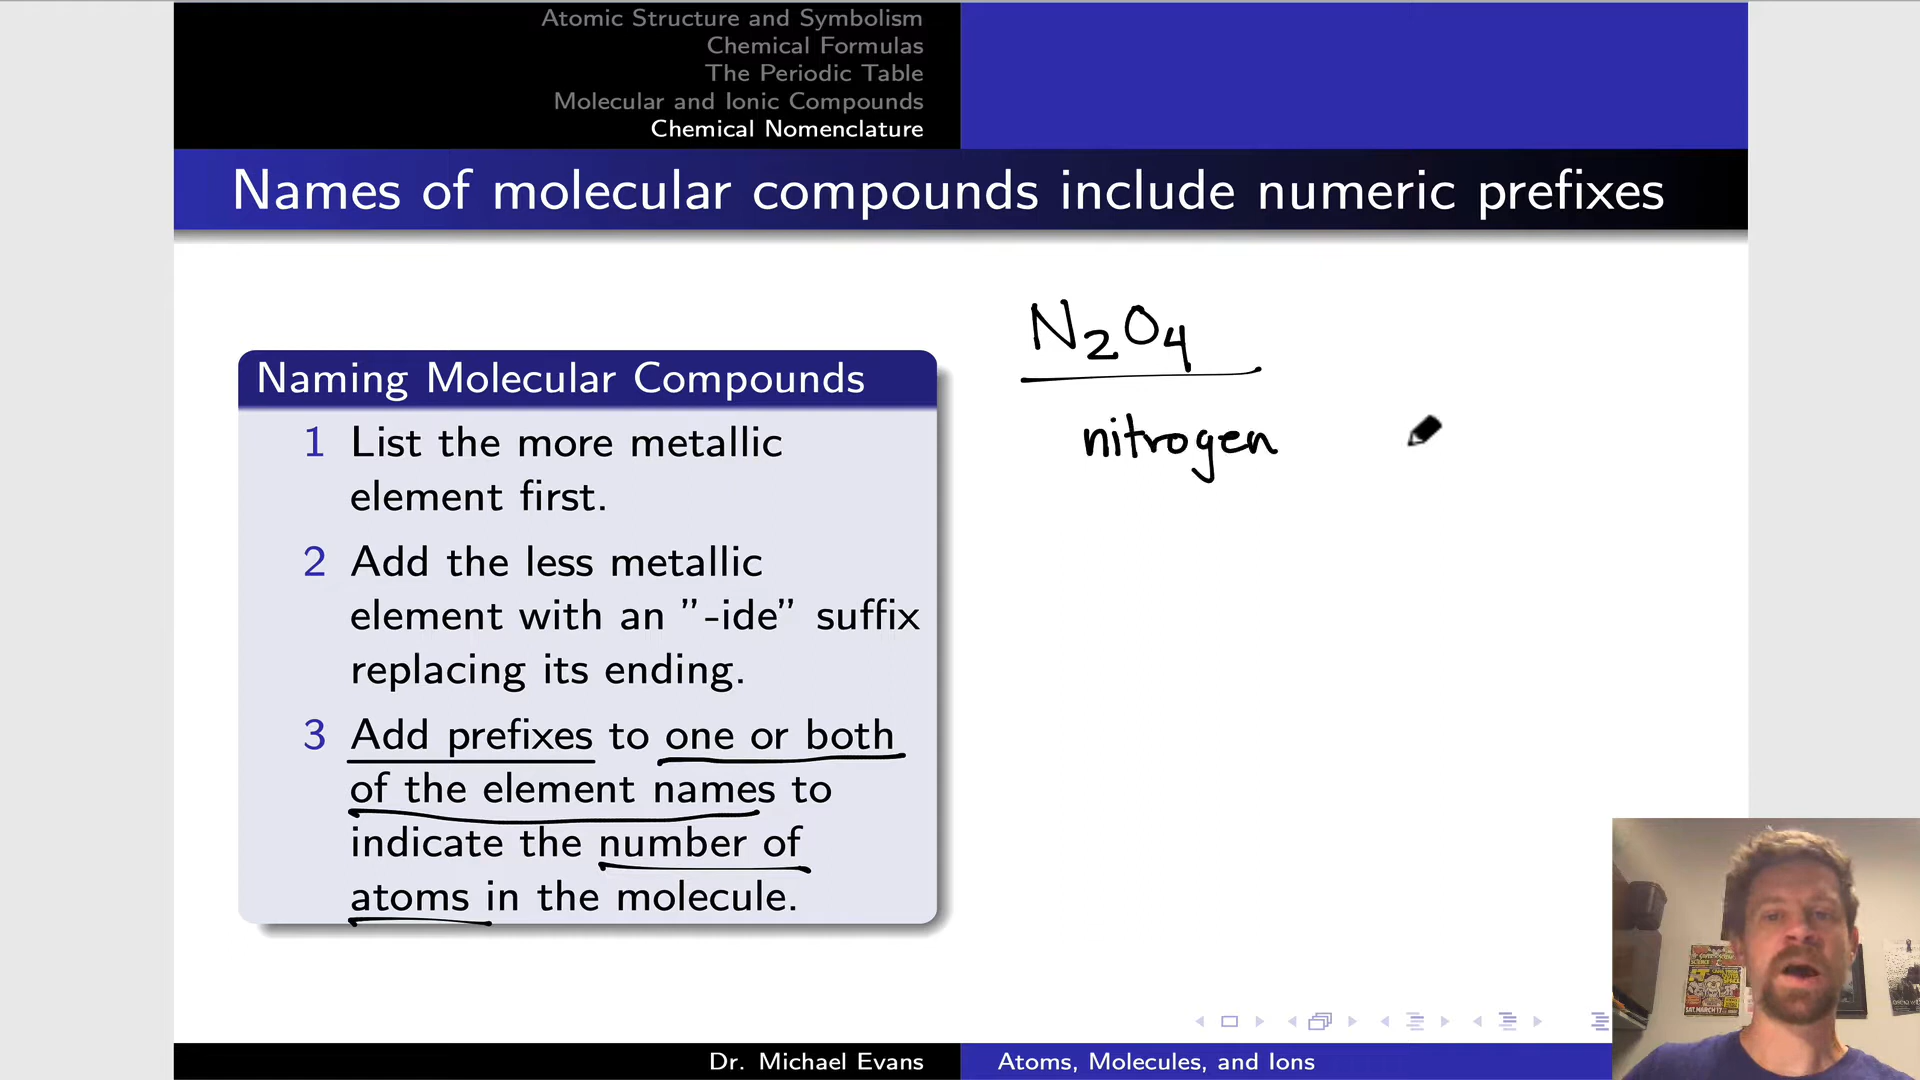 Atomic Structure and Symbolism
Chemical Formulas
The Periodic Table
Molecular and Ionic Compounds
Chemical Nomenclature
Names of molecular compounds include numeric prefixes
Naming Molecular Compounds
1 List the more metallic
element first.
2 Add the less metallic
element with an ”-ide” suffix
replacing its ending.
3 Add prefixes to one or both
of the element names to
indicate the number of
atoms in the molecule.
N₂O₄
nitrogen
Dr. Michael Evans
Atoms, Molecules, and Ions